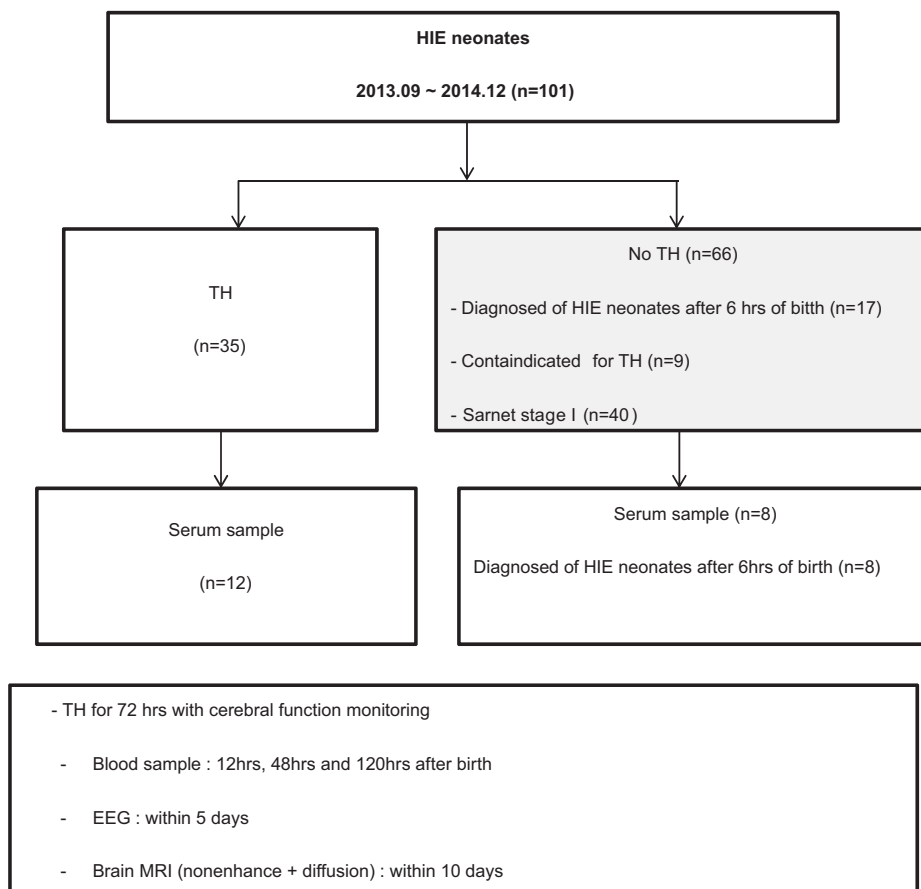 HIE neonates
2013.09 ~ 2014.12 (n=101)
TH
(n=35)
No TH (n=66)
- Diagnosed of HIE neonates after 6 hrs of bitth (n=17)
- Containdicated for TH (n=9)
- Sarnet stage I (n=40)
Serum sample
(n=12)
Serum sample (n=8)
Diagnosed of HIE neonates after 6hrs of birth (n=8)
- TH for 72 hrs with cerebral function monitoring
- Blood sample : 12hrs, 48hrs and 120hrs after birth
- EEG : within 5 days
- Brain MRI (nonenhance + diffusion) : within 10 days